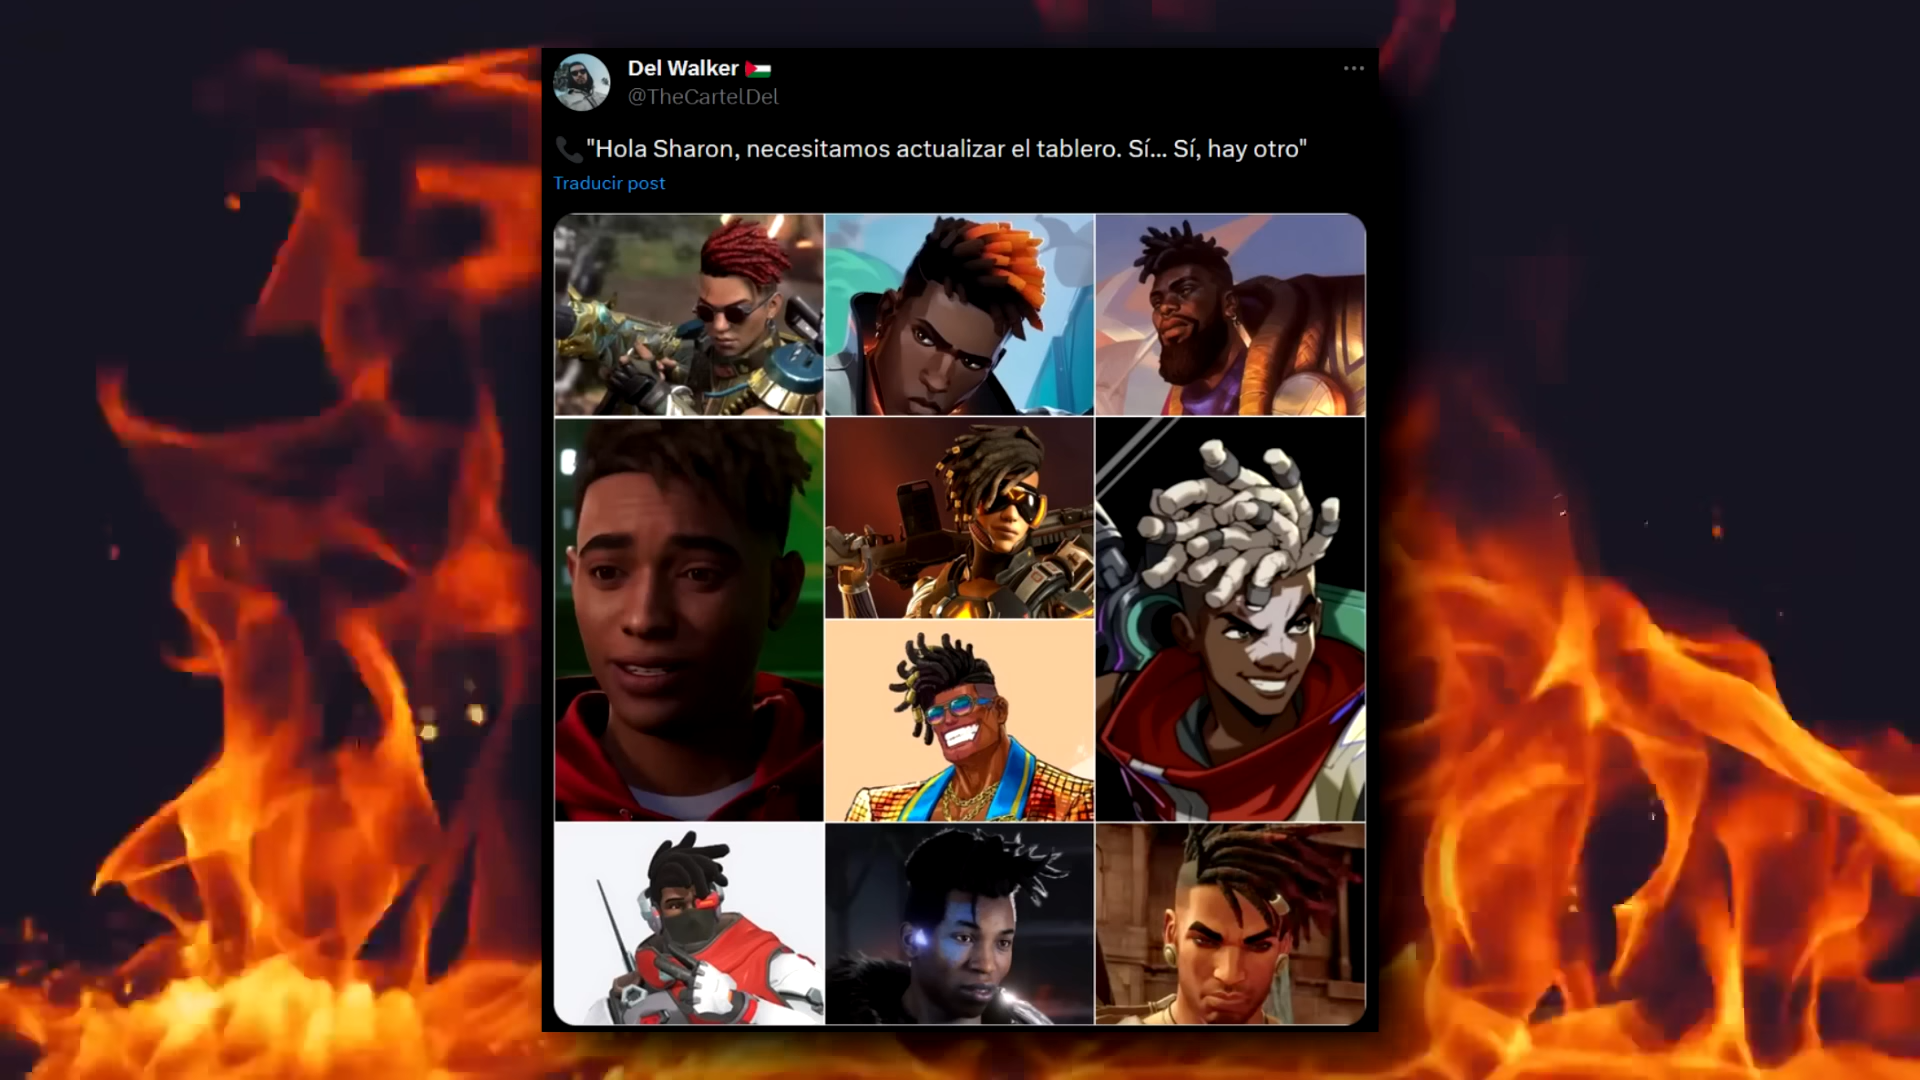 Del Walker 🇵🇸
@TheCartelDel
📞"Hola Sharon, necesitamos actualizar el tablero. Sí... Sí, hay otro"
Traducir post